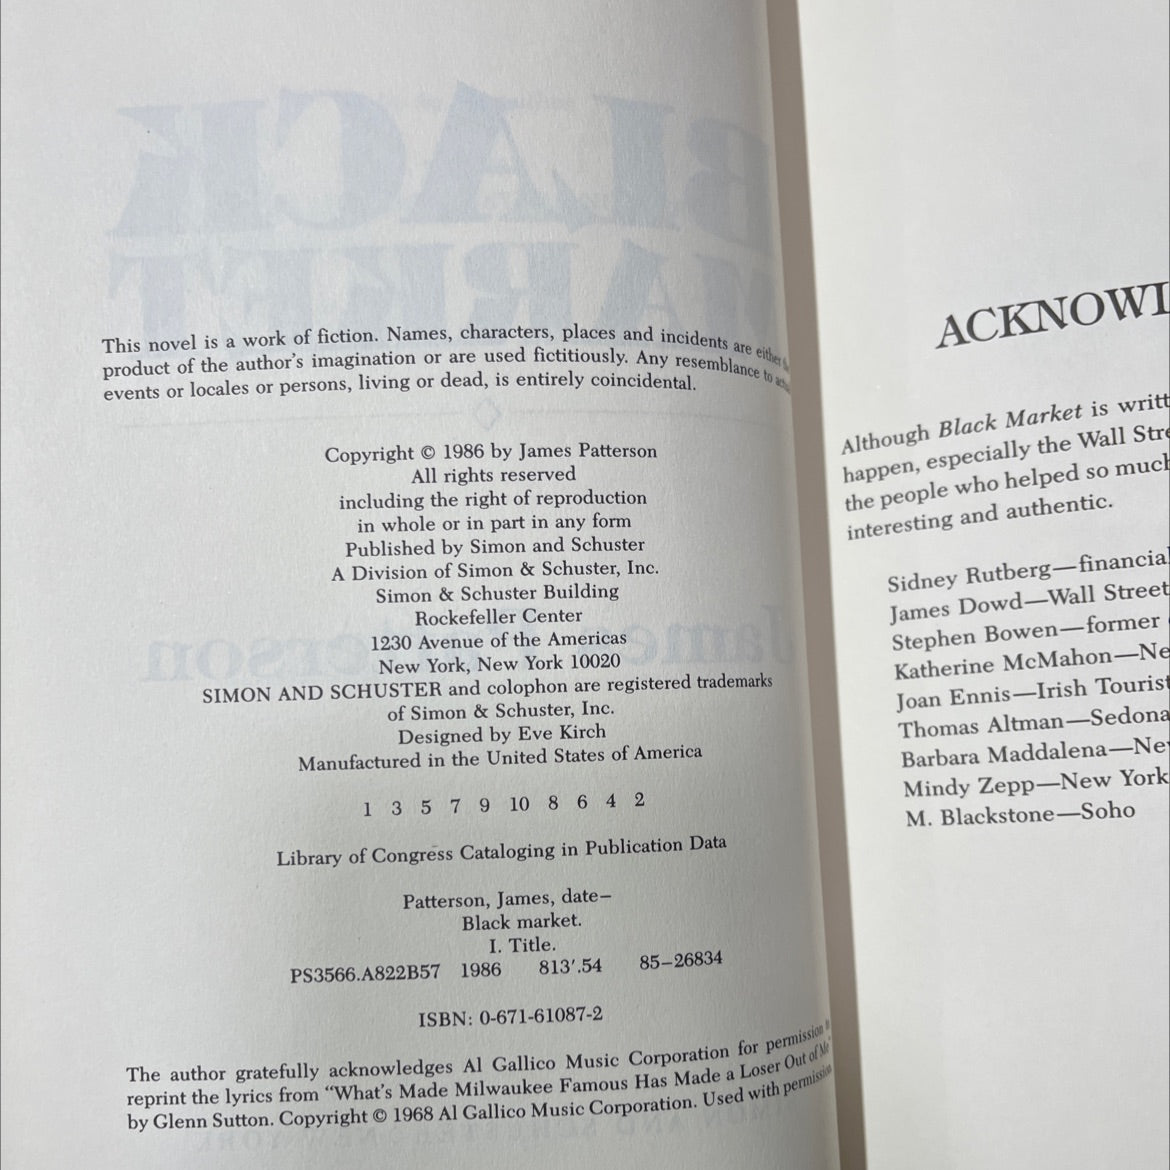 This novel is a work of fiction. Names, characters, places and incidents are either the
product of the author's imagination or are used fictitiously. Any resemblance to
events or locales or persons, living or dead, is entirely coincidental.
Copyright © 1986 by James Patterson
All rights reserved
including the right of reproduction
in whole or in part in any form
Published by Simon and Schuster
A Division of Simon & Schuster, Inc.
Simon & Schuster Building
Rockefeller Center
1230 Avenue of the Americas
New York, New York 10020
SIMON AND SCHUSTER and colophon are registered trademarks
of Simon & Schuster, Inc.
Designed by Eve Kirch
Manufactured in the United States of America
1 3 5 7 9 10 8 6 4 2
Library of Congress Cataloging in Publication Data
Patterson, James, date–
Black market.
I. Title.
PS3566.A822B57 1986 813'.54 85–26834
ISBN: 0-671-61087-2
The author gratefully acknowledges Al Gallico Music Corporation for permission to
reprint the lyrics from "What's Made Milwaukee Famous Has Made a Loser Out of Me"
by Glenn Sutton. Copyright © 1968 Al Gallico Music Corporation. Used with permission
ACKNOWL
Although Black Market is writt
happen, especially the Wall Stre
the people who helped so much
interesting and authentic.
Sidney Rutberg—financial
James Dowd—Wall Street
Stephen Bowen—former
Katherine McMahon—Ne
Joan Ennis—Irish Tourist
Thomas Altman—Sedona
Barbara Maddalena—Ne
Mindy Zepp—New York
M. Blackstone—Soho